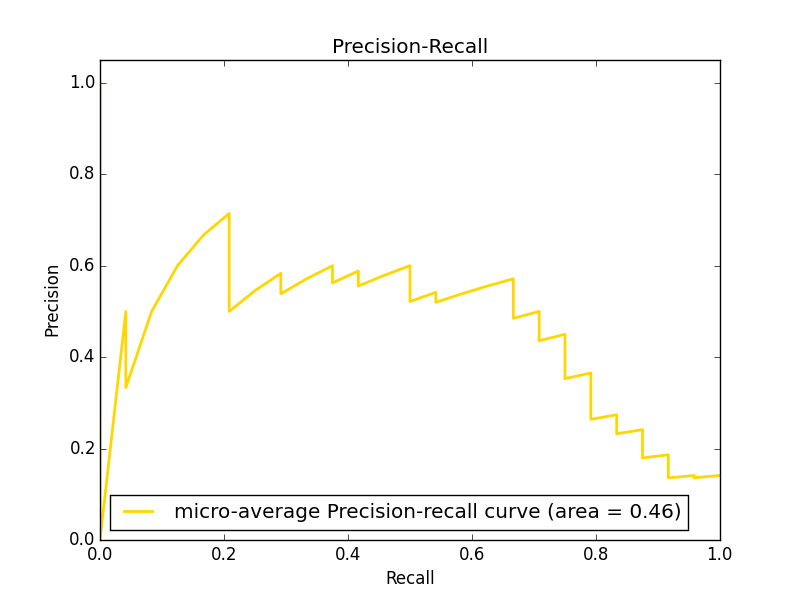 Precision-Recall
1.0
0.8
0.6
0.4
0.2
0.0
Precision
micro-average Precision-recall curve (area = 0.46)
0.0 0.2 0.4 0.6 0.8 1.0
Recall